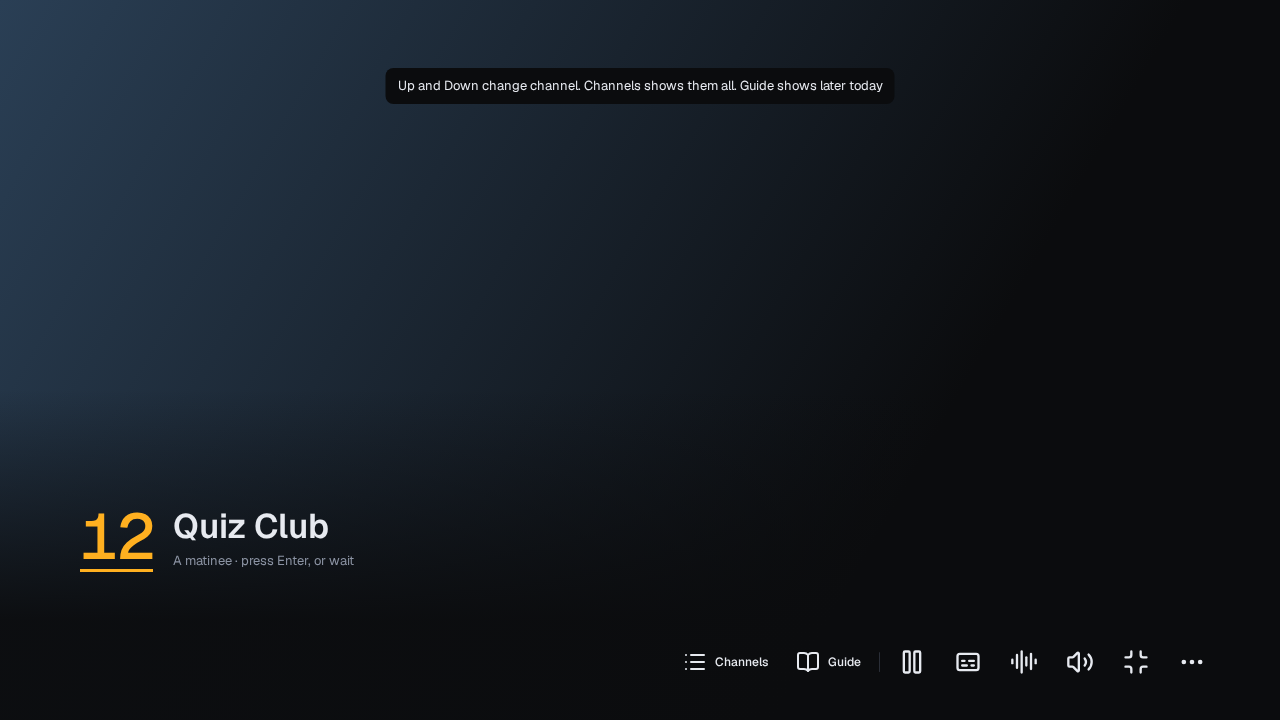 Up and Down change channel. Channels shows them all. Guide shows later today
12
Quiz Club
A matinee · press Enter, or wait
Channels
Guide